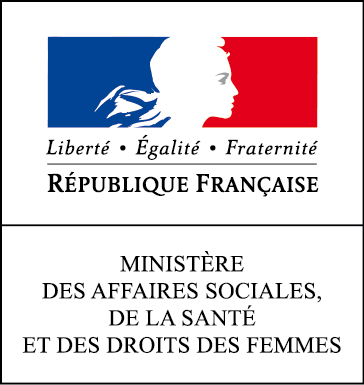 Liberté • Égalité • Fraternité
RÉPUBLIQUE FRANÇAISE
MINISTÈRE
DES AFFAIRES SOCIALES,
DE LA SANTÉ
ET DES DROITS DES FEMMES